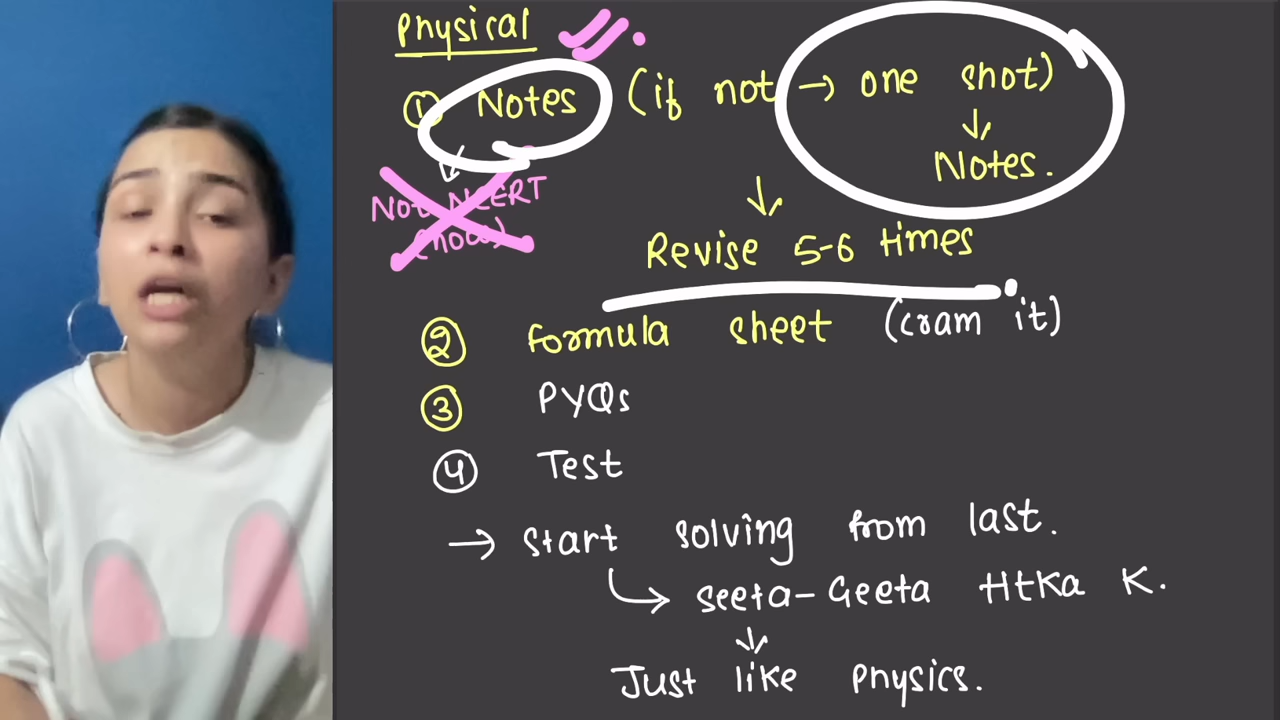 Physical
① Notes (if not → one shot)
↓
Notes.
Not NCERT
↓
Revise 5-6 times
② Formula sheet (cram it)
③ PYQs
④ Test
→ Start solving from last.
↳ Seeta-Geeta HtKa K.
↓
Just like Physics.